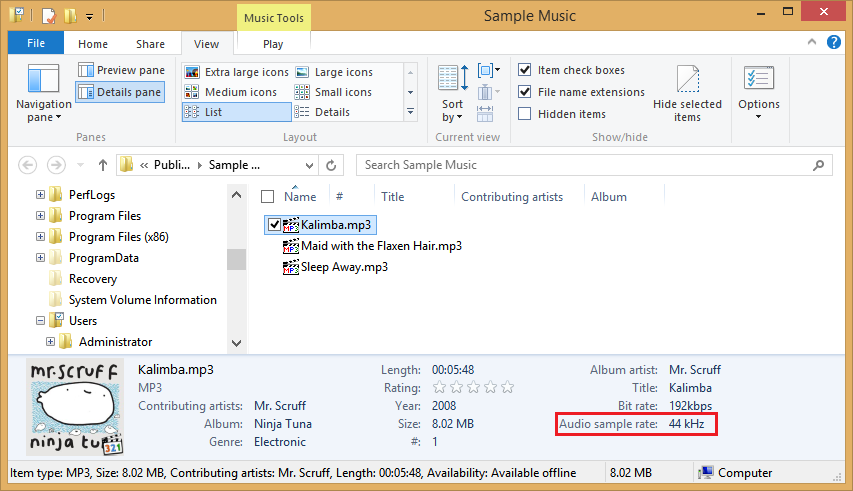 Music Tools
Sample Music
File
Home
Share
View
Play
Navigation pane
Preview pane
Details pane
Panes
Extra large icons
Large icons
Medium icons
Small icons
List
Details
Layout
Sort by
Current view
Item check boxes
File name extensions
Hidden items
Hide selected items
Show/hide
Options
« Publi...
Sample ...
Search Sample Music
PerfLogs
Program Files
Program Files (x86)
ProgramData
Recovery
System Volume Information
Users
Administrator
Name
#
Title
Contributing artists
Album
Kalimba.mp3
Maid with the Flaxen Hair.mp3
Sleep Away.mp3
mr.scruff
ninja tu
321
Kalimba.mp3
MP3
Contributing artists: Mr. Scruff
Album: Ninja Tuna
Genre: Electronic
Length: 00:05:48
Rating:
Year: 2008
Size: 8.02 MB
#: 1
Album artist: Mr. Scruff
Title: Kalimba
Bit rate: 192kbps
Audio sample rate: 44 kHz
Item type: MP3, Size: 8.02 MB, Contributing artists: Mr. Scruff, Length: 00:05:48, Availability: Available offline
8.02 MB
Computer